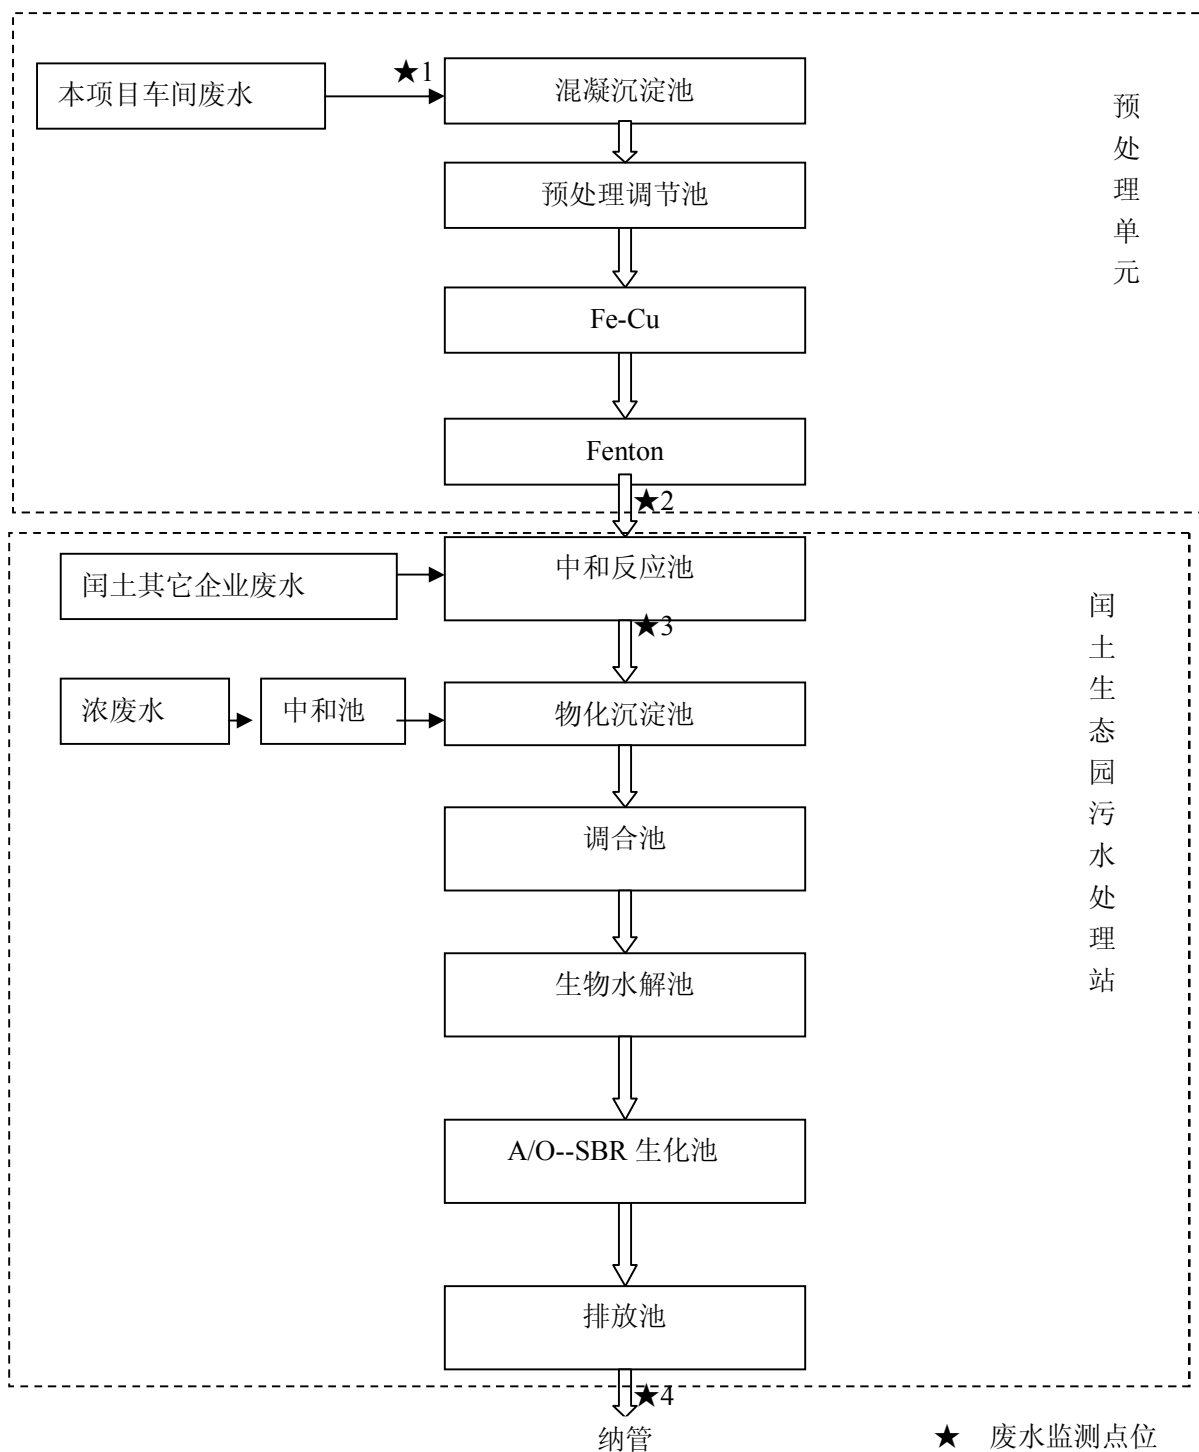 ★1
本项目车间废水
混凝沉淀池
预处理单元
预处理调节池
Fe-Cu
Fenton
★2
闰土其它企业废水
中和反应池
闰土生态园污水处理站
★3
浓废水
中和池
物化沉淀池
调合池
生物水解池
A/O--SBR 生化池
排放池
★4
纳管
★ 废水监测点位